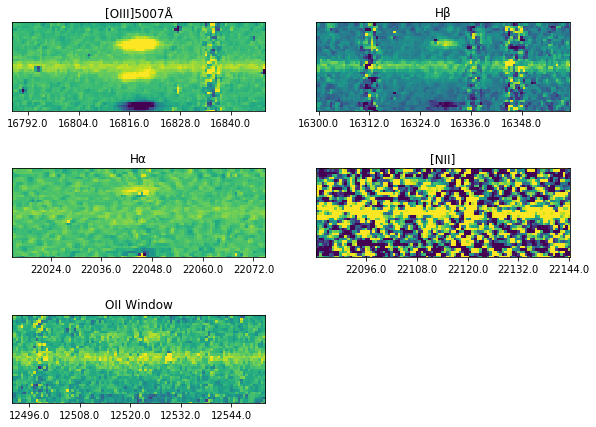 [OIII]5007Å
16792.0 16804.0 16816.0 16828.0 16840.0
Hβ
16300.0 16312.0 16324.0 16336.0 16348.0
Hα
22024.0 22036.0 22048.0 22060.0 22072.0
[NII]
22096.0 22108.0 22120.0 22132.0 22144.0
OII Window
12496.0 12508.0 12520.0 12532.0 12544.0